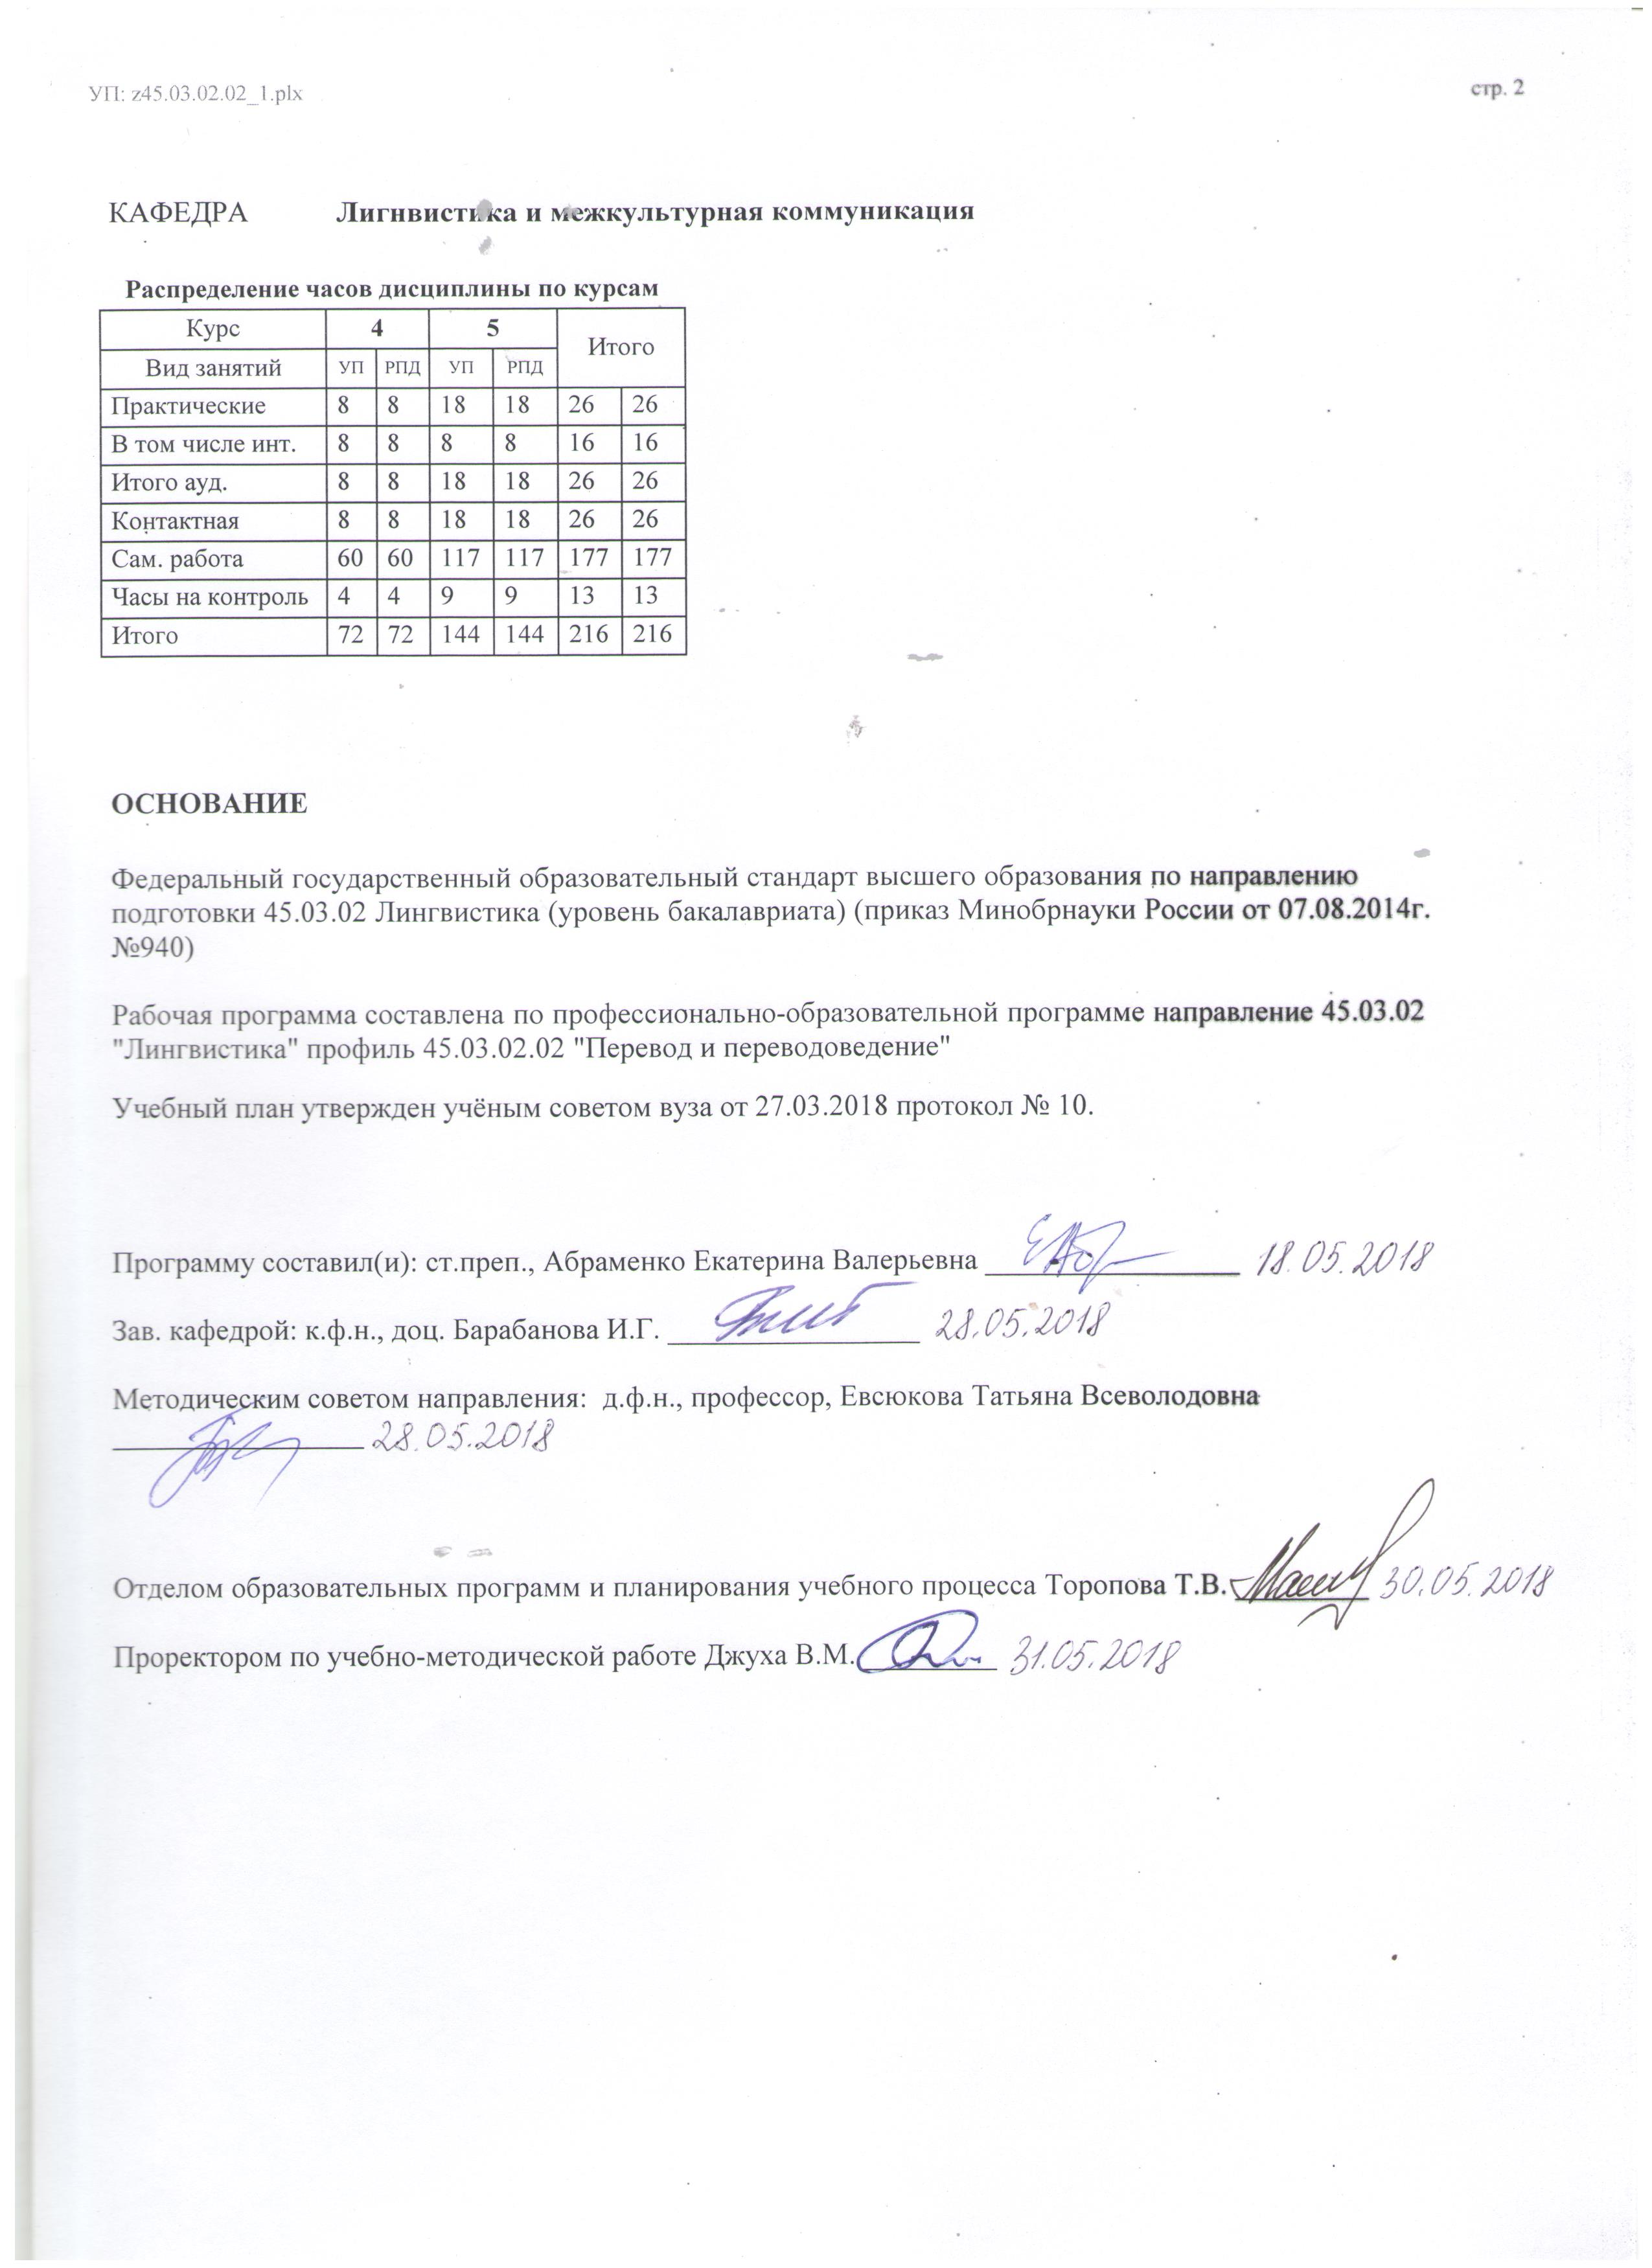 УП: z45.03.02.02_1.plx стр. 2
КАФЕДРА Лигнвистика и межкультурная коммуникация
Распределение часов дисциплины по курсам
Курс 4 5 Итого
Вид занятий УП РПД УП РПД
Практические 8 8 18 18 26 26
В том числе инт. 8 8 8 8 16 16
Итого ауд. 8 8 18 18 26 26
Контактная 8 8 18 18 26 26
Сам. работа 60 60 117 117 177 177
Часы на контроль 4 4 9 9 13 13
Итого 72 72 144 144 216 216
ОСНОВАНИЕ
Федеральный государственный образовательный стандарт высшего образования по направлению
подготовки 45.03.02 Лингвистика (уровень бакалавриата) (приказ Минобрнауки России от 07.08.2014г.
№940)
Рабочая программа составлена по профессионально-образовательной программе направление 45.03.02
"Лингвистика" профиль 45.03.02.02 "Перевод и переводоведение"
Учебный план утвержден учёным советом вуза от 27.03.2018 протокол № 10.
Программу составил(и): ст.преп., Абраменко Екатерина Валерьевна 18.05.2018
Зав. кафедрой: к.ф.н., доц. Барабанова И.Г. 28.05.2018
Методическим советом направления: д.ф.н., профессор, Евсюкова Татьяна Всеволодовна
28.05.2018
Отделом образовательных программ и планирования учебного процесса Торопова Т.В. 30.05.2018
Проректором по учебно-методической работе Джуха В.М. 31.05.2018